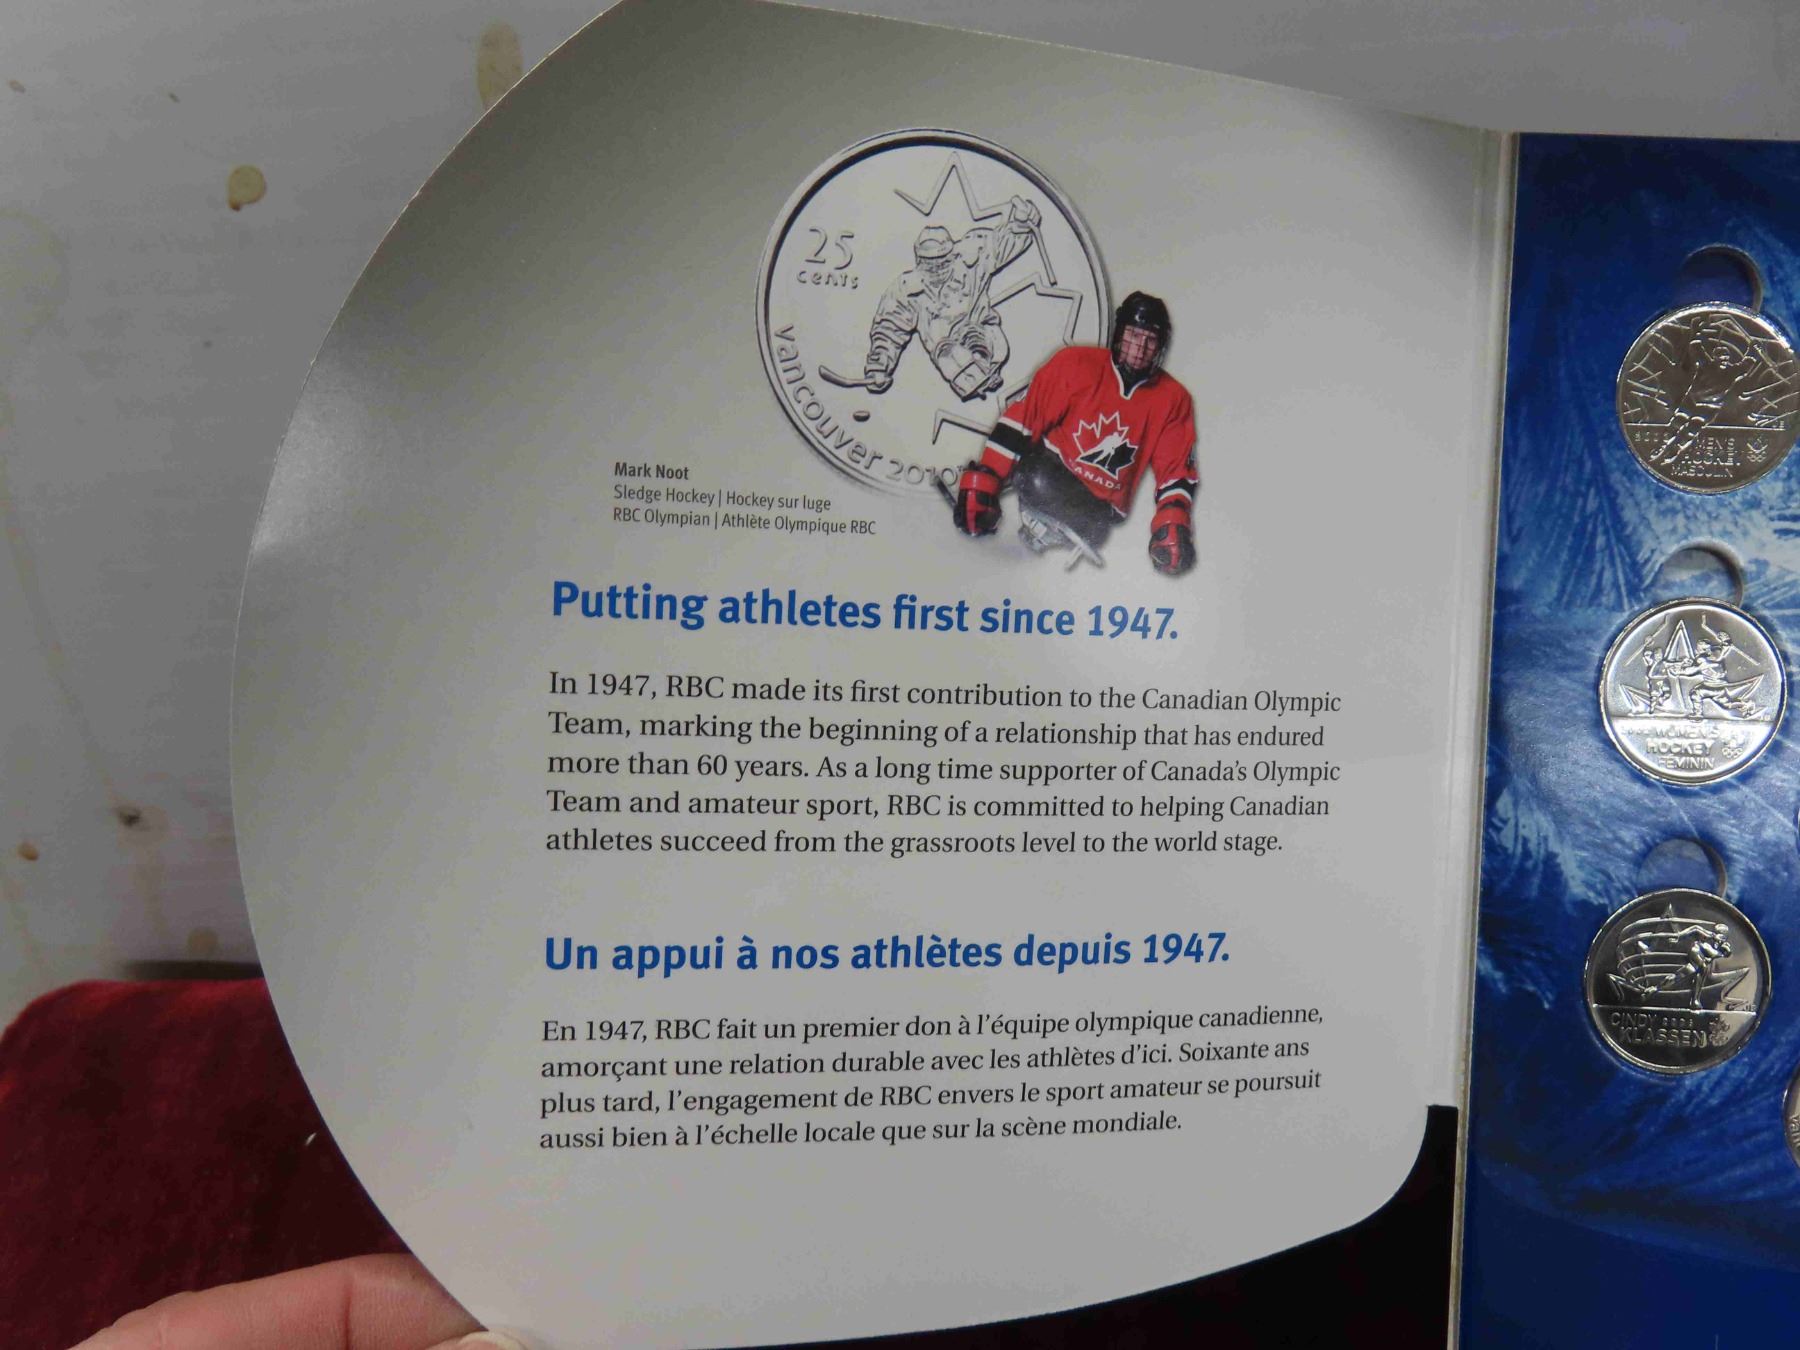 25
cents
vancouver 2010
CANADA
Mark Noot
Sledge Hockey | Hockey sur luge
RBC Olympian | Athlète Olympique RBC
Putting athletes first since 1947.
In 1947, RBC made its first contribution to the Canadian Olympic
Team, marking the beginning of a relationship that has endured
more than 60 years. As a long time supporter of Canada's Olympic
Team and amateur sport, RBC is committed to helping Canadian
athletes succeed from the grassroots level to the world stage.
Un appui à nos athlètes depuis 1947.
En 1947, RBC fait un premier don à l'équipe olympique canadienne,
amorçant une relation durable avec les athlètes d'ici. Soixante ans
plus tard, l'engagement de RBC envers le sport amateur se poursuit
aussi bien à l'échelle locale que sur la scène mondiale.
MEN'S
HOCKEY
MASCULIN
WOMEN'S
HOCKEY
FÉMININ
CINDY
KLASSEN